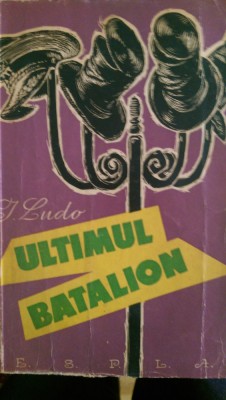 I. Ludo
ULTIMUL
BATALION
E. S. P. L. A.